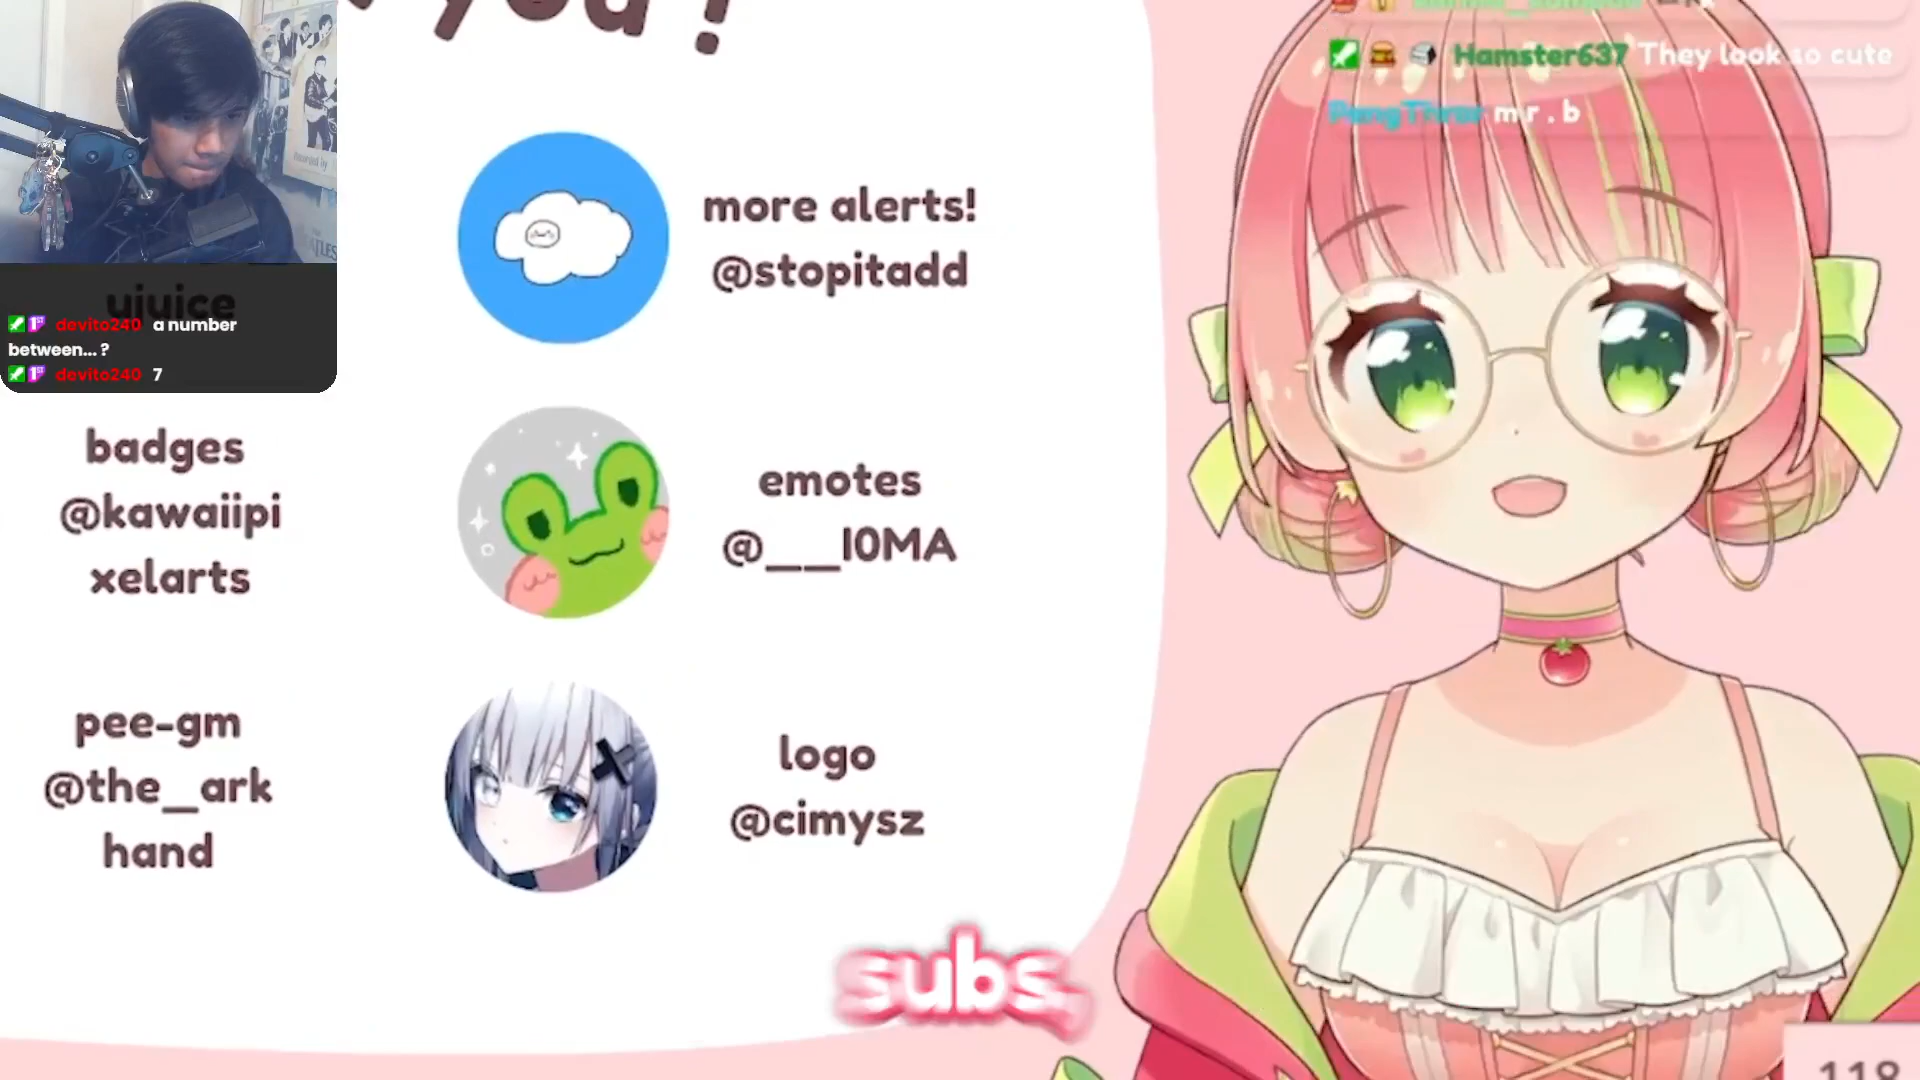 you !
Hamster637 They look so cute
mr.b
more alerts!
@stopitadd
ujuice
devito240 a number
between... ?
devito240 7
badges
@kawaiipi
xelarts
emotes
@__I0MA
pee-gm
@the_ark
hand
logo
@cimysz
subs,
118